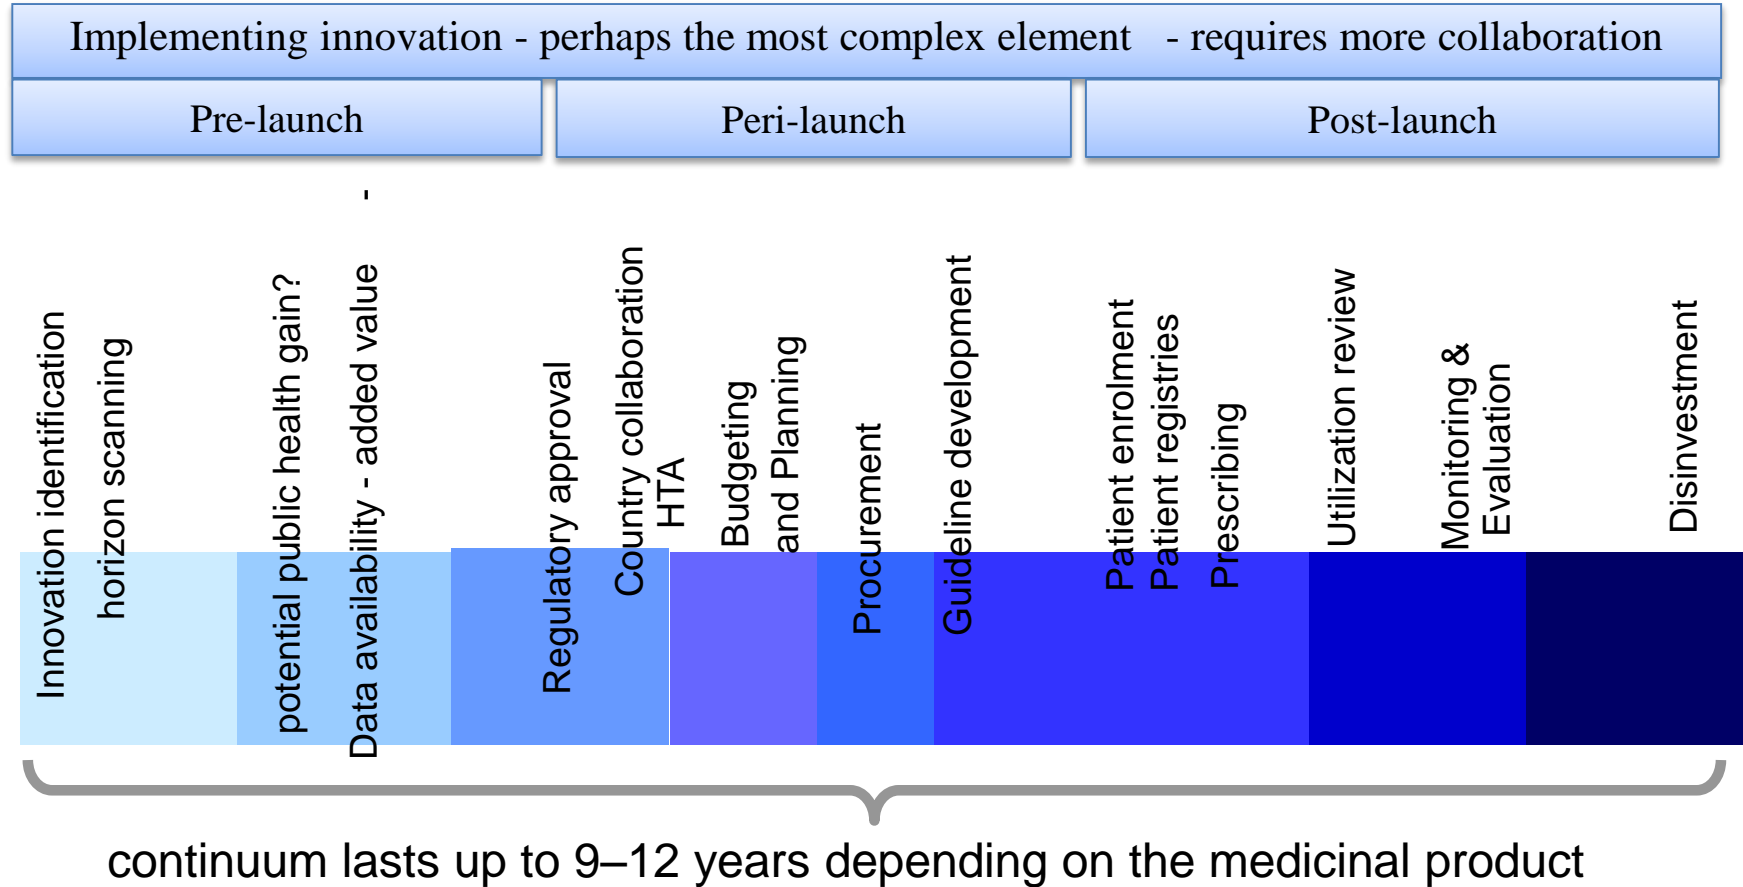 Implementing innovation - perhaps the most complex element - requires more collaboration
Pre-launch
Peri-launch
Post-launch
Innovation identification
horizon scanning
potential public health gain?
Data availability - added value -
Regulatory approval
Country collaboration
HTA
Budgeting
and Planning
Procurement
Guideline development
Patient enrolment
Patient registries
Prescribing
Utilization review
Monitoring &
Evaluation
Disinvestment
continuum lasts up to 9–12 years depending on the medicinal product